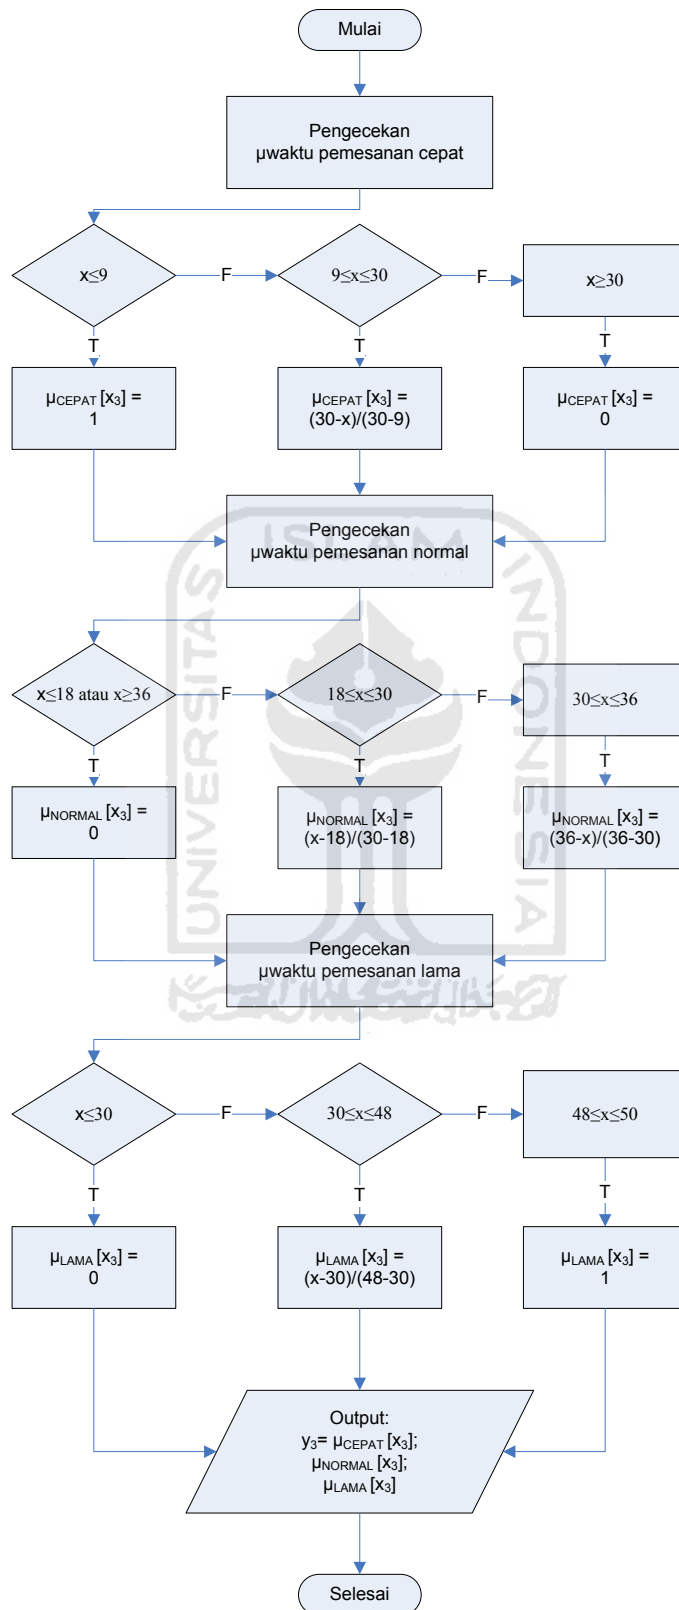 Mulai
Pengecekan
μwaktu pemesanan cepat
x≤9
F
9≤x≤30
F
x≥30
T
T
T
μCEPAT [x3] =
1
μCEPAT [x3] =
(30-x)/(30-9)
μCEPAT [x3] =
0
Pengecekan
μwaktu pemesanan normal
ISLAM
UNIVERSITAS
INDONESIA
x≤18 atau x≥36
F
18≤x≤30
F
30≤x≤36
T
T
T
μNORMAL [x3] =
0
μNORMAL [x3] =
(x-18)/(30-18)
μNORMAL [x3] =
(36-x)/(36-30)
Pengecekan
μwaktu pemesanan lama
x≤30
F
30≤x≤48
F
48≤x≤50
T
T
T
μLAMA [x3] =
0
μLAMA [x3] =
(x-30)/(48-30)
μLAMA [x3] =
1
Output:
y3= μCEPAT [x3];
μNORMAL [x3];
μLAMA [x3]
Selesai